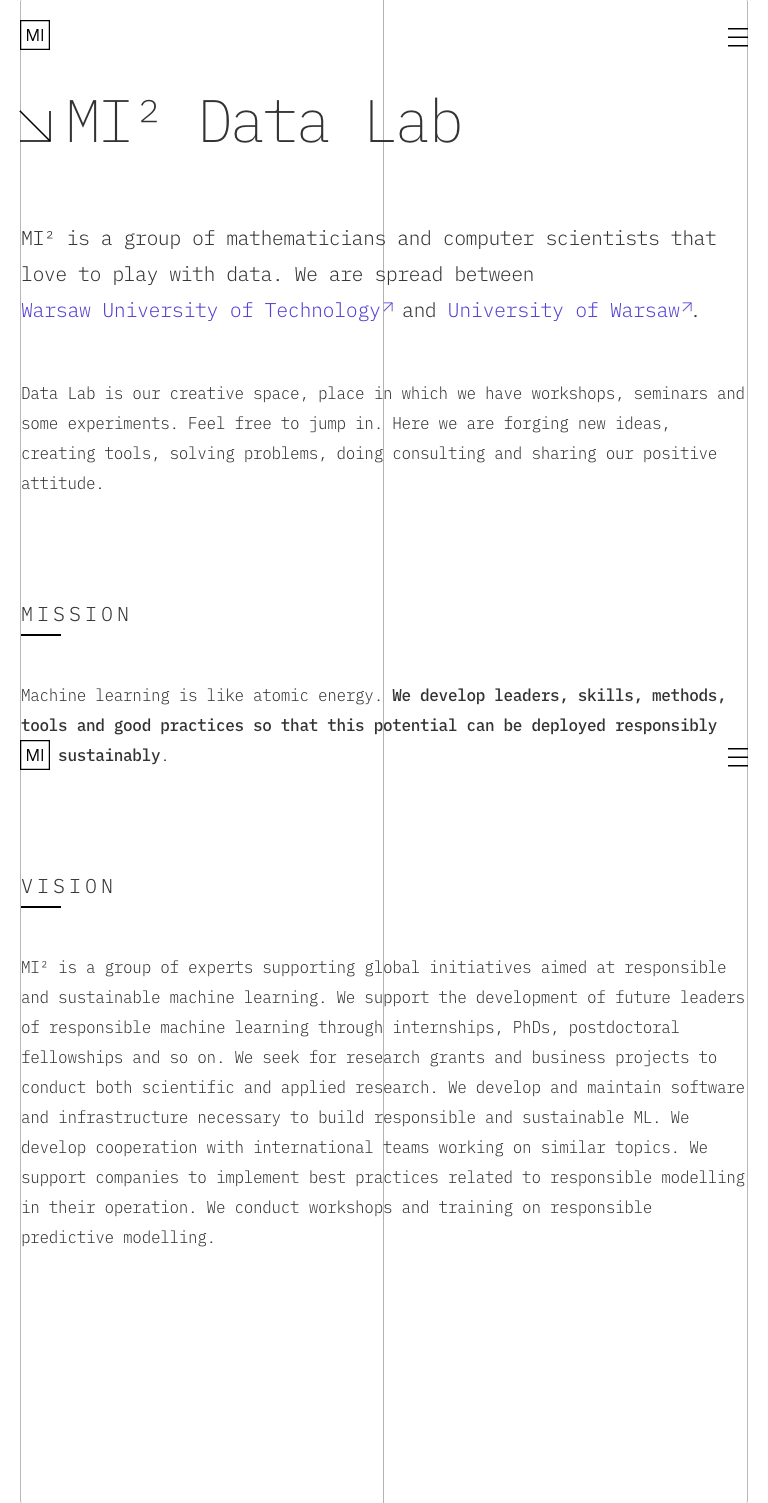 MI
MI² Data Lab
MI² is a group of mathematicians and computer scientists that
love to play with data. We are spread between
Warsaw University of Technology↗ and University of Warsaw↗.
Data Lab is our creative space, place in which we have workshops, seminars and
some experiments. Feel free to jump in. Here we are forging new ideas,
creating tools, solving problems, doing consulting and sharing our positive
attitude.
MISSION
Machine learning is like atomic energy. We develop leaders, skills, methods,
tools and good practices so that this potential can be deployed responsibly
MI sustainably.
VISION
MI² is a group of experts supporting global initiatives aimed at responsible
and sustainable machine learning. We support the development of future leaders
of responsible machine learning through internships, PhDs, postdoctoral
fellowships and so on. We seek for research grants and business projects to
conduct both scientific and applied research. We develop and maintain software
and infrastructure necessary to build responsible and sustainable ML. We
develop cooperation with international teams working on similar topics. We
support companies to implement best practices related to responsible modelling
in their operation. We conduct workshops and training on responsible
predictive modelling.